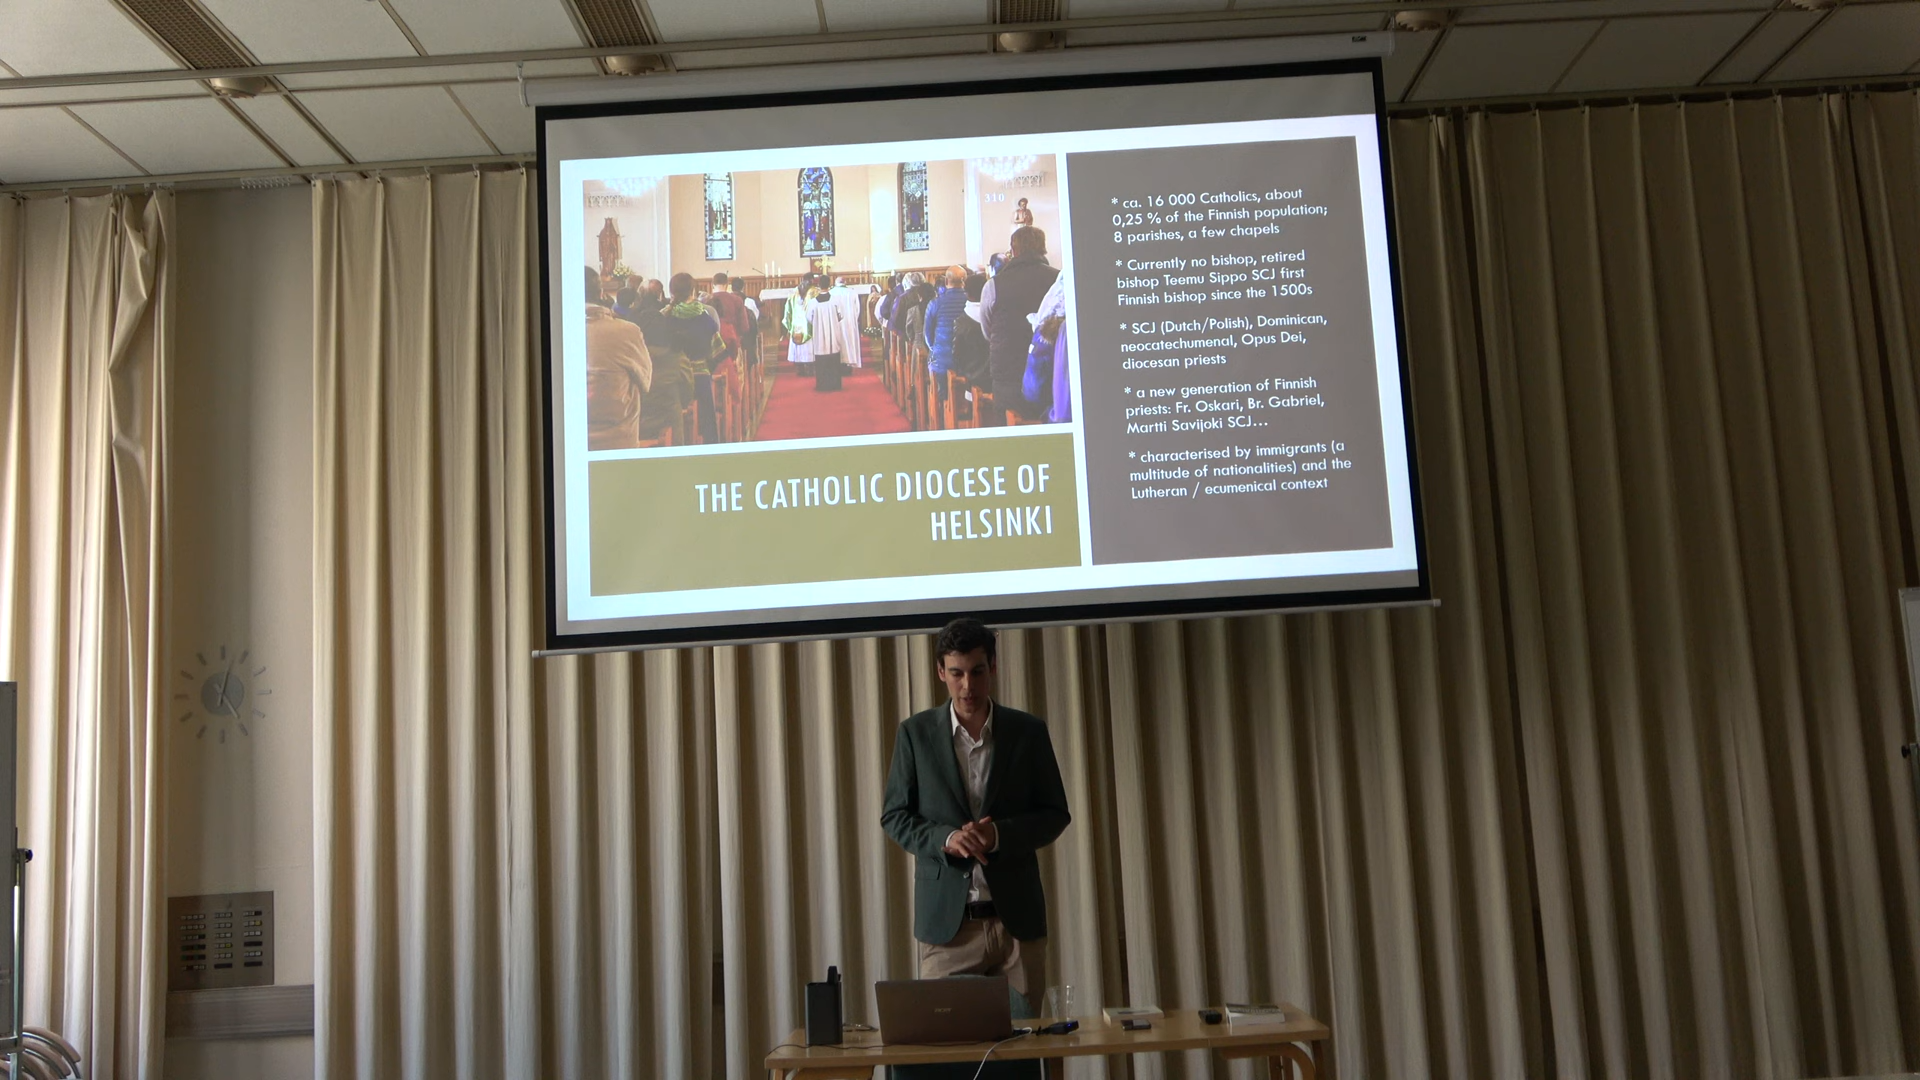 310
THE CATHOLIC DIOCESE OF
HELSINKI
* ca. 16 000 Catholics, about
0,25 % of the Finnish population;
8 parishes, a few chapels
* Currently no bishop, retired
bishop Teemu Sippo SCJ first
Finnish bishop since the 1500s
* SCJ (Dutch/Polish), Dominican,
neocatechumenal, Opus Dei,
diocesan priests
* a new generation of Finnish
priests: Fr. Oskari, Br. Gabriel,
Martti Savijoki SCJ...
* characterised by immigrants (a
multitude of nationalities) and the
Lutheran / ecumenical context